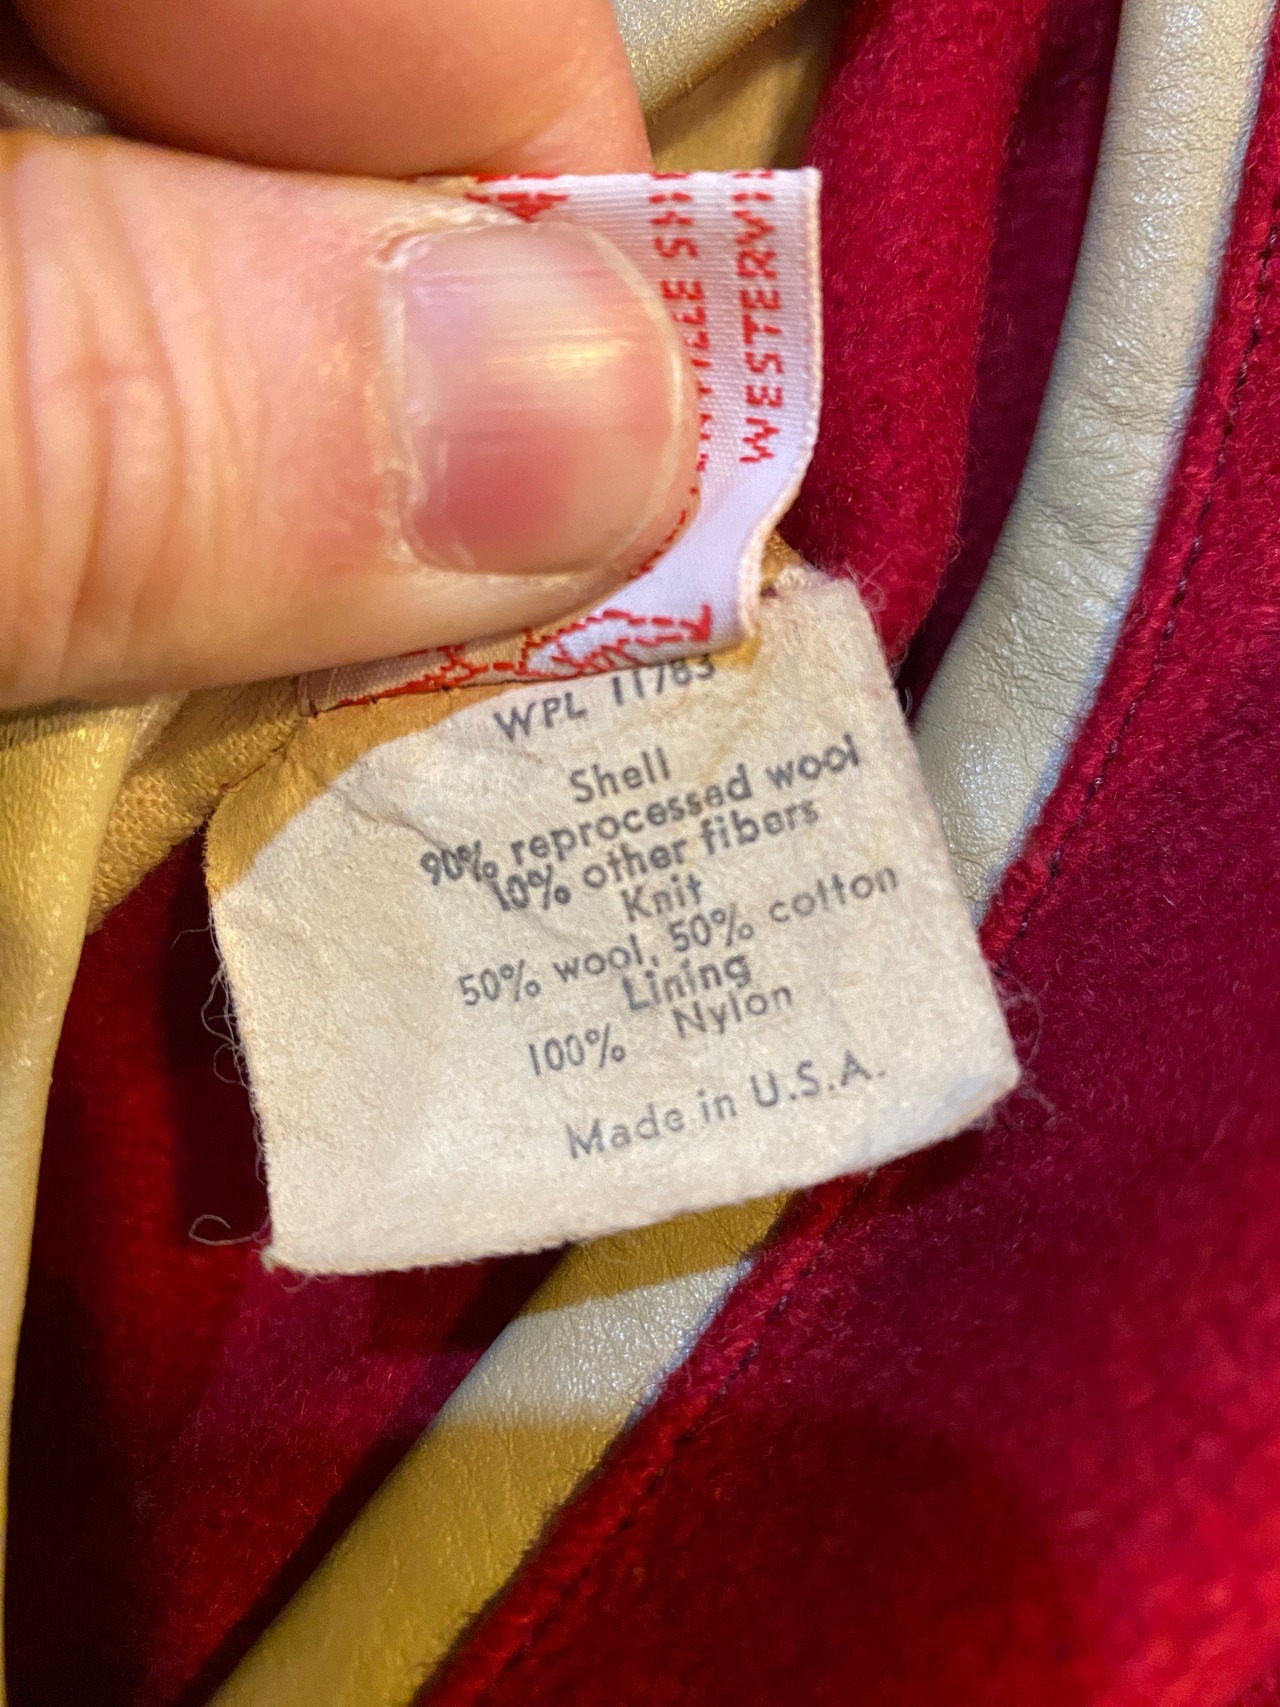 WPL 11783
Shell
90% reprocessed wool
10% other fibers
Knit
50% wool, 50% cotton
Lining
100% Nylon
Made in U.S.A.